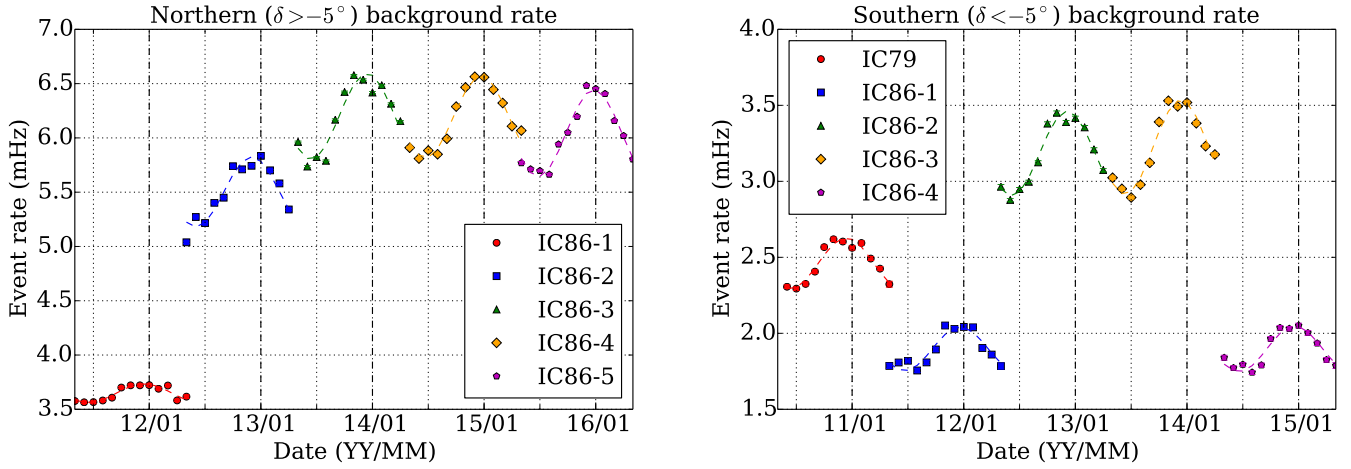 Northern (δ>−5°) background rate
7.0
6.5
6.0
5.5
5.0
4.5
4.0
3.5
Event rate (mHz)
IC86-1
IC86-2
IC86-3
IC86-4
IC86-5
12/01 13/01 14/01 15/01 16/01
Date (YY/MM)
Southern (δ<−5°) background rate
4.0
3.5
3.0
2.5
2.0
1.5
Event rate (mHz)
IC79
IC86-1
IC86-2
IC86-3
IC86-4
11/01 12/01 13/01 14/01 15/01
Date (YY/MM)